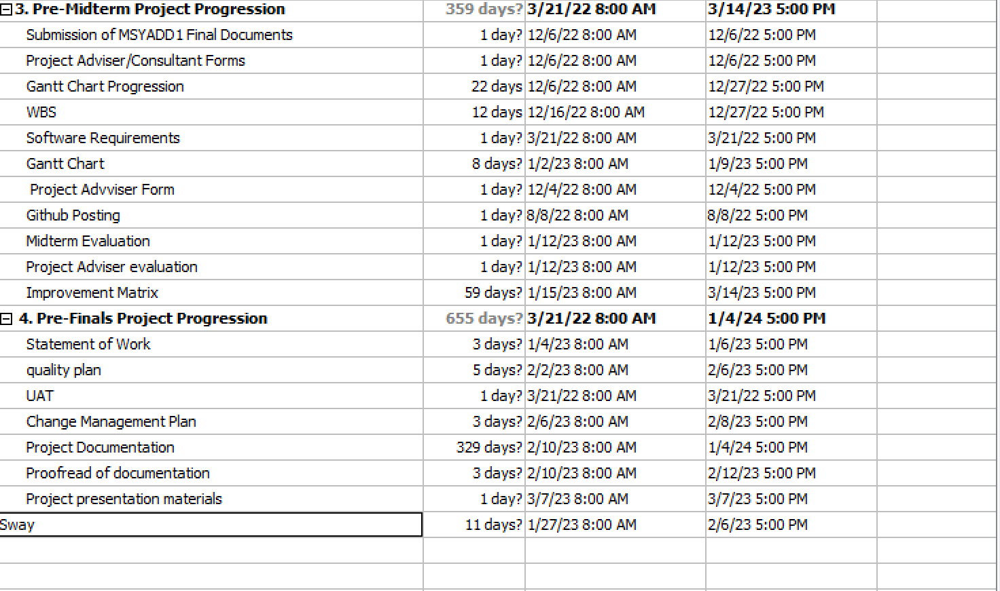 3. Pre-Midterm Project Progression 359 days? 3/21/22 8:00 AM 3/14/23 5:00 PM
Submission of MSYADD1 Final Documents 1 day? 12/6/22 8:00 AM 12/6/22 5:00 PM
Project Adviser/Consultant Forms 1 day? 12/6/22 8:00 AM 12/6/22 5:00 PM
Gantt Chart Progression 22 days 12/6/22 8:00 AM 12/27/22 5:00 PM
WBS 12 days 12/16/22 8:00 AM 12/27/22 5:00 PM
Software Requirements 1 day? 3/21/22 8:00 AM 3/21/22 5:00 PM
Gantt Chart 8 days? 1/2/23 8:00 AM 1/9/23 5:00 PM
Project Advviser Form 1 day? 12/4/22 8:00 AM 12/4/22 5:00 PM
Github Posting 1 day? 8/8/22 8:00 AM 8/8/22 5:00 PM
Midterm Evaluation 1 day? 1/12/23 8:00 AM 1/12/23 5:00 PM
Project Adviser evaluation 1 day? 1/12/23 8:00 AM 1/12/23 5:00 PM
Improvement Matrix 59 days? 1/15/23 8:00 AM 3/14/23 5:00 PM
4. Pre-Finals Project Progression 655 days? 3/21/22 8:00 AM 1/4/24 5:00 PM
Statement of Work 3 days? 1/4/23 8:00 AM 1/6/23 5:00 PM
quality plan 5 days? 2/2/23 8:00 AM 2/6/23 5:00 PM
UAT 1 day? 3/21/22 8:00 AM 3/21/22 5:00 PM
Change Management Plan 3 days? 2/6/23 8:00 AM 2/8/23 5:00 PM
Project Documentation 329 days? 2/10/23 8:00 AM 1/4/24 5:00 PM
Proofread of documentation 3 days? 2/10/23 8:00 AM 2/12/23 5:00 PM
Project presentation materials 1 day? 3/7/23 8:00 AM 3/7/23 5:00 PM
Sway 11 days? 1/27/23 8:00 AM 2/6/23 5:00 PM